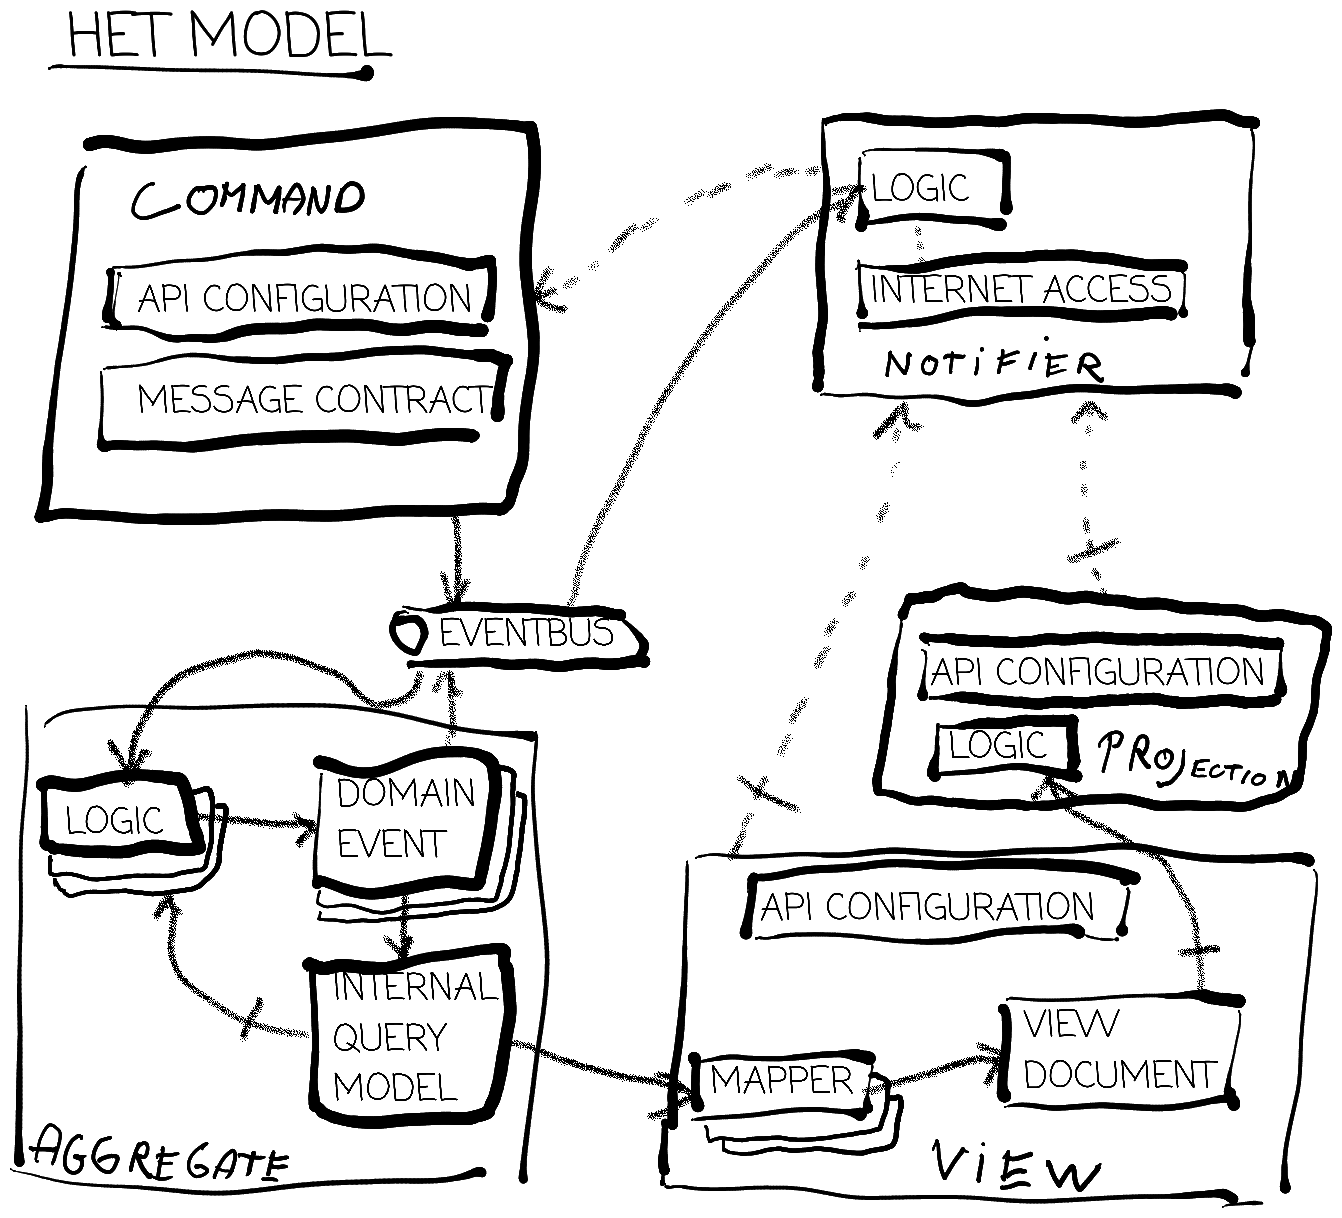 HET MODEL
COMMAND
API CONFIGURATION
MESSAGE CONTRACT
LOGIC
INTERNET ACCESS
NOTIFIER
EVENTBUS
API CONFIGURATION
LOGIC
PROJECTION
LOGIC
DOMAIN
EVENT
INTERNAL
QUERY
MODEL
AGGREGATE
API CONFIGURATION
VIEW
DOCUMENT
MAPPER
VIEW